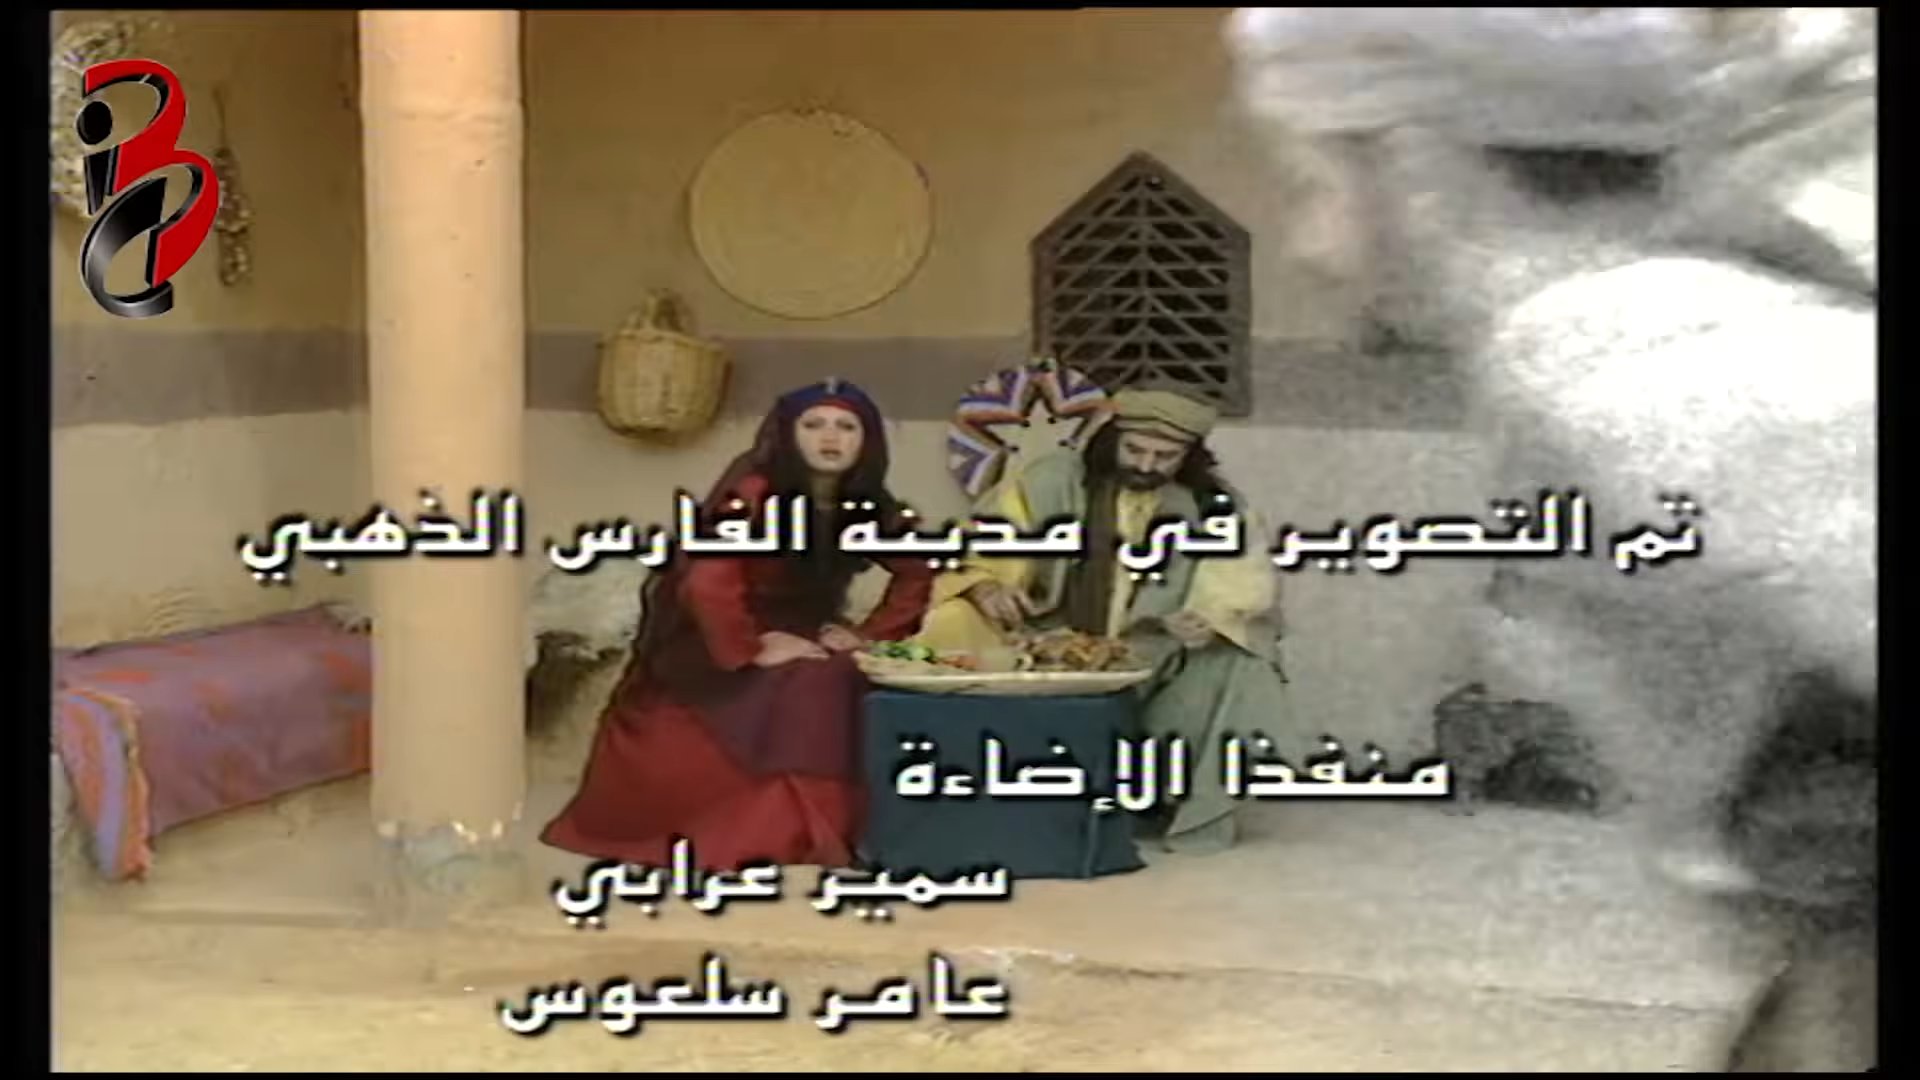 تم التصوير في مدينة الفارس الذهبي
منفذا الإضاءة
سمير عرابي
عامر سلعوس